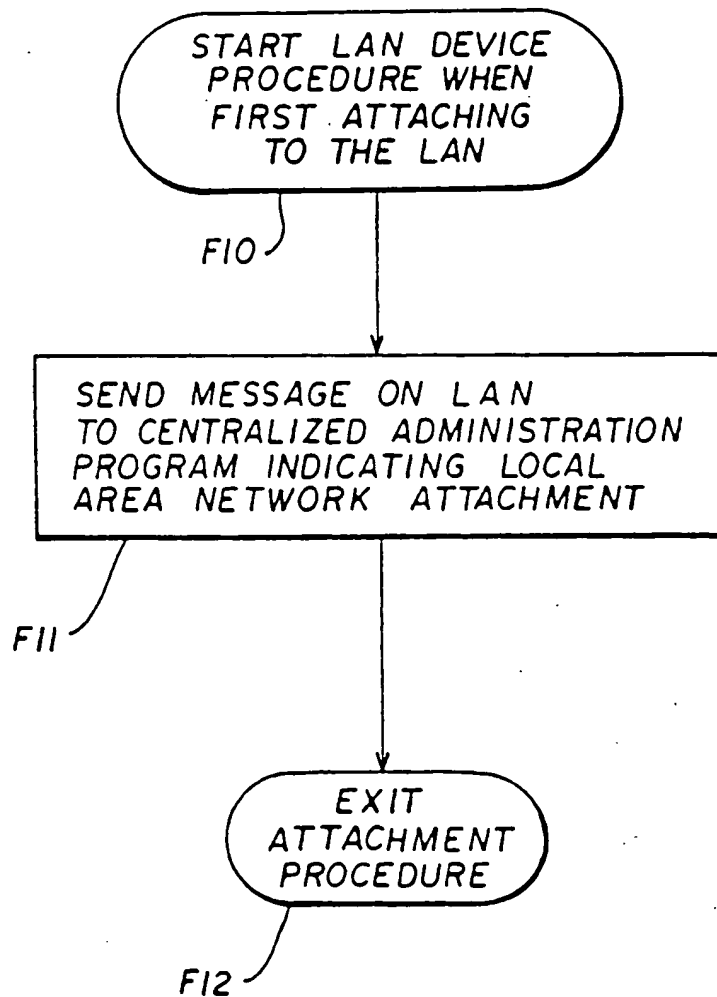 START LAN DEVICE
PROCEDURE WHEN
FIRST ATTACHING
TO THE LAN
F10
SEND MESSAGE ON LAN
TO CENTRALIZED ADMINISTRATION
PROGRAM INDICATING LOCAL
AREA NETWORK ATTACHMENT
F11
EXIT
ATTACHMENT
PROCEDURE
F12